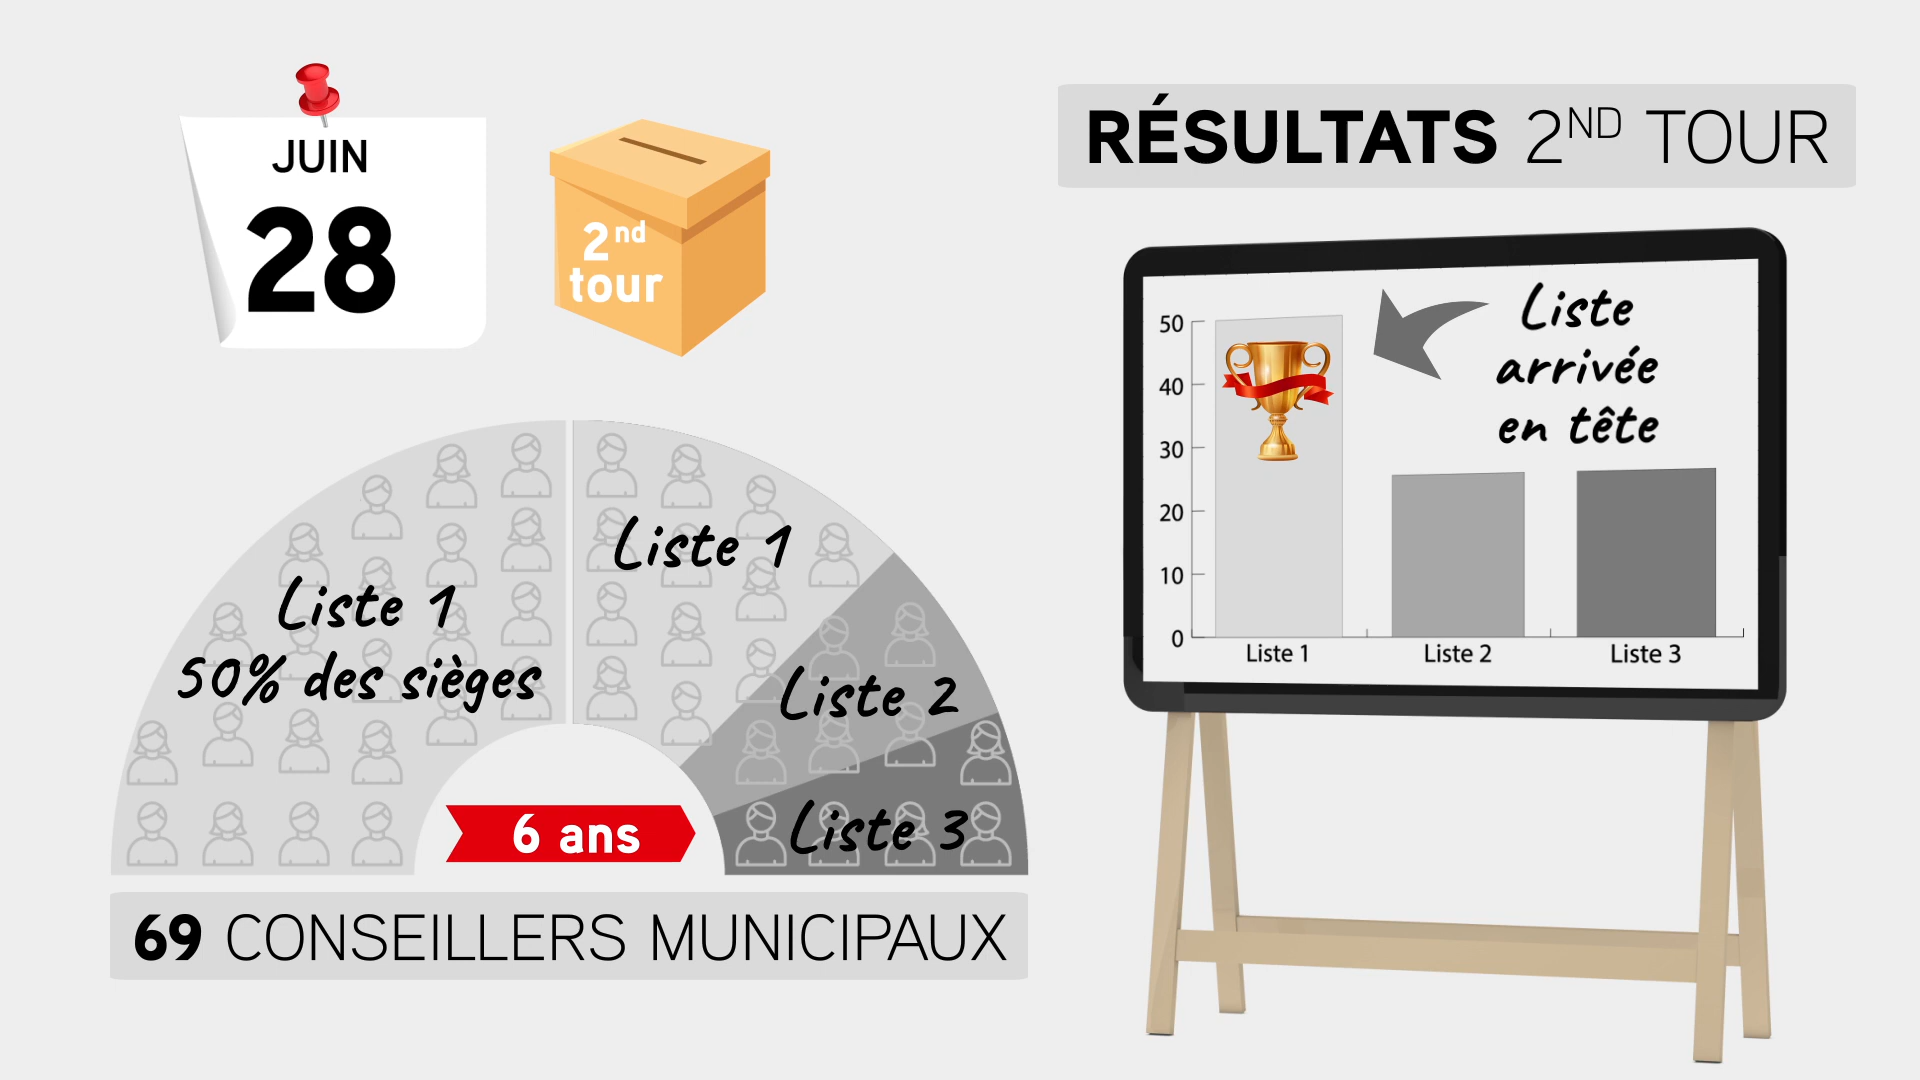 JUIN
28
2nd
tour
RÉSULTATS 2ND TOUR
Liste
arrivée
en tête
50
40
30
20
10
0
Liste 1
Liste 2
Liste 3
Liste 1
50% des sièges
Liste 1
Liste 2
Liste 3
6 ans
69 CONSEILLERS MUNICIPAUX